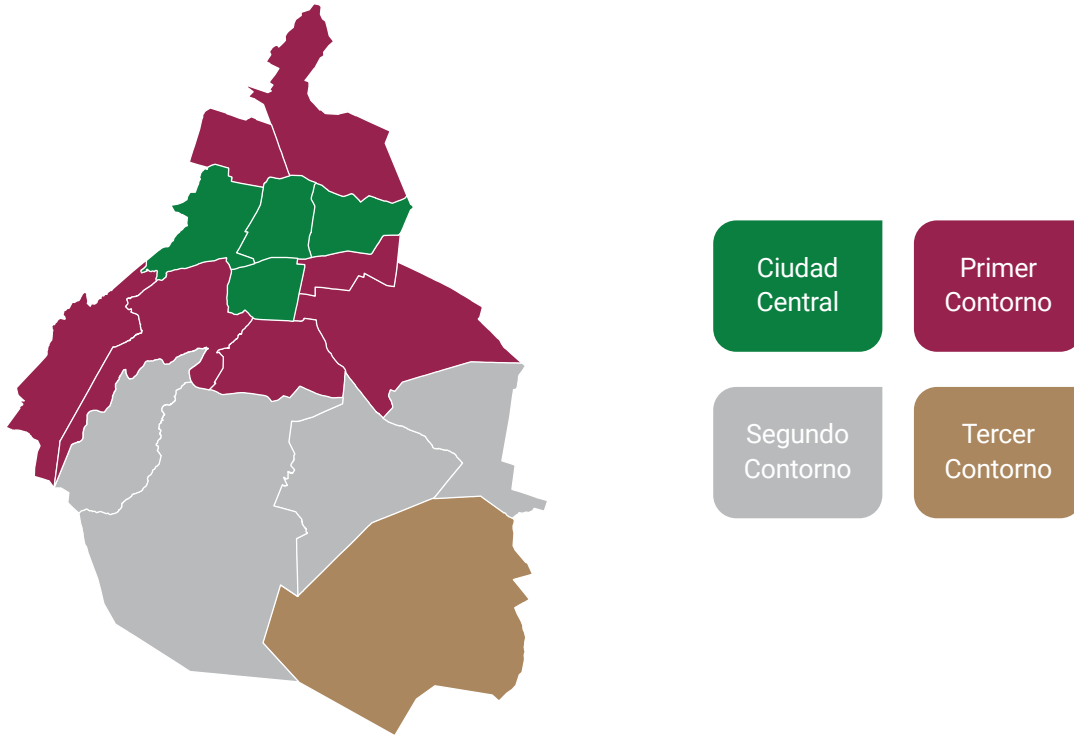 Ciudad
Central
Primer
Contorno
Segundo
Contorno
Tercer
Contorno